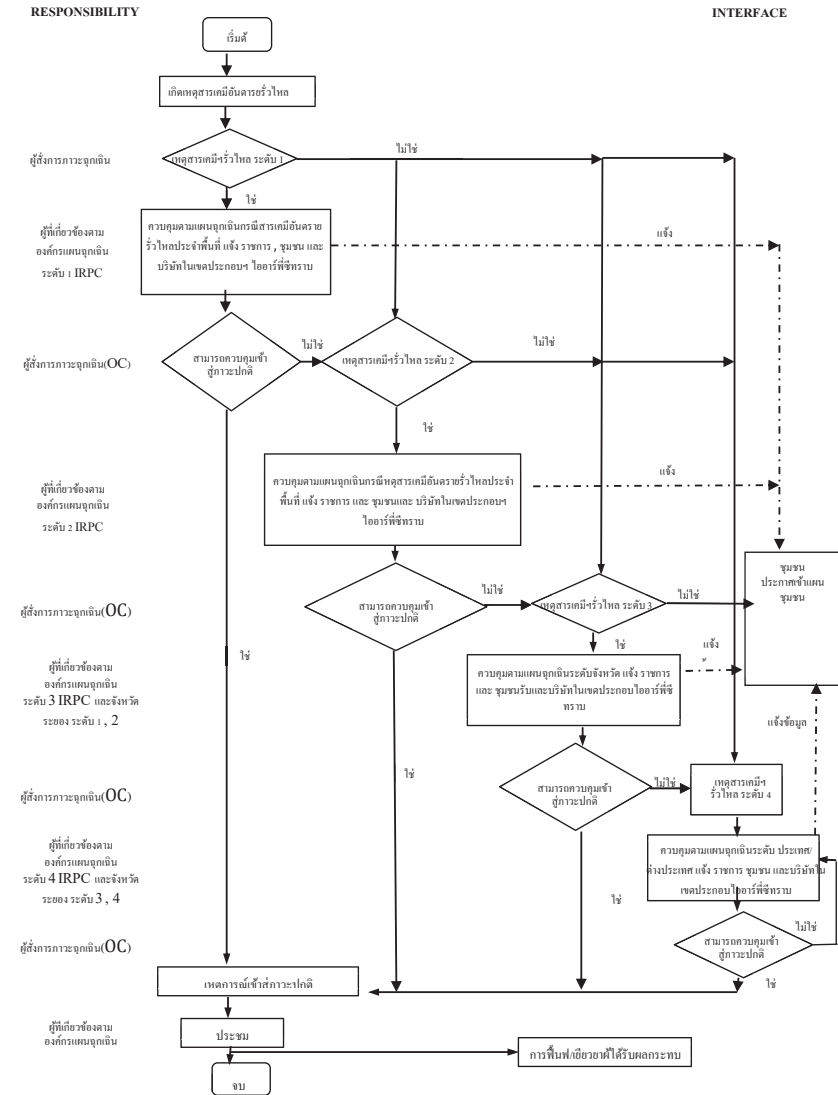 RESPONSIBILITY
INTERFACE
เริ่มต้
เกิดเหตุสารเคมีอันตารยรั่วไหล
ผู้สั่งการภาวะฉุกเฉิน
เหตุสารเคมีฯรั่วไหล ระดับ 1
ไม่ใช่
ใช่
ผู้ที่เกี่ยวข้องตาม
องค์กรแผนฉุกเฉิน
ระดับ 1 IRPC
ควบคุมตามแผนฉุกเฉินกรณีสารเคมีอันตราย
รั่วไหลประจำพื้นที่ แจ้ง ราชการ , ชุมชน และ
บริษัทในเขตประกอบฯ ไออาร์พีซีทราบ
แจ้ง
ผู้สั่งการภาวะฉุกเฉิน(OC)
สามารถควบคุมเข้า
สู่ภาวะปกติ
ไม่ใช่
เหตุสารเคมีฯรั่วไหล ระดับ 2
ไม่ใช่
ใช่
ผู้ที่เกี่ยวข้องตาม
องค์กรแผนฉุกเฉิน
ระดับ 2 IRPC
ควบคุมตามแผนฉุกเฉินกรณีหตุสารเคมีอันตรายรั่วไหลประจำ
พื้นที่ แจ้ง ราชการ และ ชุมชนและ บริษัทในเขตประกอบฯ
ไออาร์พีซีทราบ
แจ้ง
ชุมชน
ประกาศเข้าแผน
ชุมชน
ผู้สั่งการภาวะฉุกเฉิน(OC)
สามารถควบคุมเข้า
สู่ภาวะปกติ
ไม่ใช่
เหตุสารเคมีฯรั่วไหล ระดับ 3
ไม่ใช่
ใช่
ใช่
แจ้ง
ผู้ที่เกี่ยวข้องตาม
องค์กรแผนฉุกเฉิน
ระดับ 3 IRPC และจังหวัด
ระยอง ระดับ 1 , 2
ควบคุมตามแผนฉุกเฉินระดับจังหวัด แจ้ง ราชการ
และ ชุมชนรับและบริษัทในเขตประกอบไออาร์พีซี
ทราบ
แจ้งข้อมูล
ใช่
ผู้สั่งการภาวะฉุกเฉิน(OC)
สามารถควบคุมเข้า
สู่ภาวะปกติ
ไม่ใช่
เหตุสารเคมีฯ
รั่วไหล ระดับ 4
ผู้ที่เกี่ยวข้องตาม
องค์กรแผนฉุกเฉิน
ระดับ 4 IRPC และจังหวัด
ระยอง ระดับ 3 , 4
ควบคุมตามแผนฉุกเฉินระดับ ประเทศ/
ต่างประเทศ แจ้ง ราชการ ชุมชน และบริษัทใน
เขตประกอบไออาร์พีซีทราบ
ใช่
ไม่ใช่
ผู้สั่งการภาวะฉุกเฉิน(OC)
สามารถควบคุมเข้า
สู่ภาวะปกติ
ใช่
เหตการณ์เข้าส่ภาวะปกติ
ผู้ที่เกี่ยวข้องตาม
องค์กรแผนฉุกเฉิน
ประชม
การฟื้นฟ/เยียวยาผ้ได้รับผลกระทบ
จบ